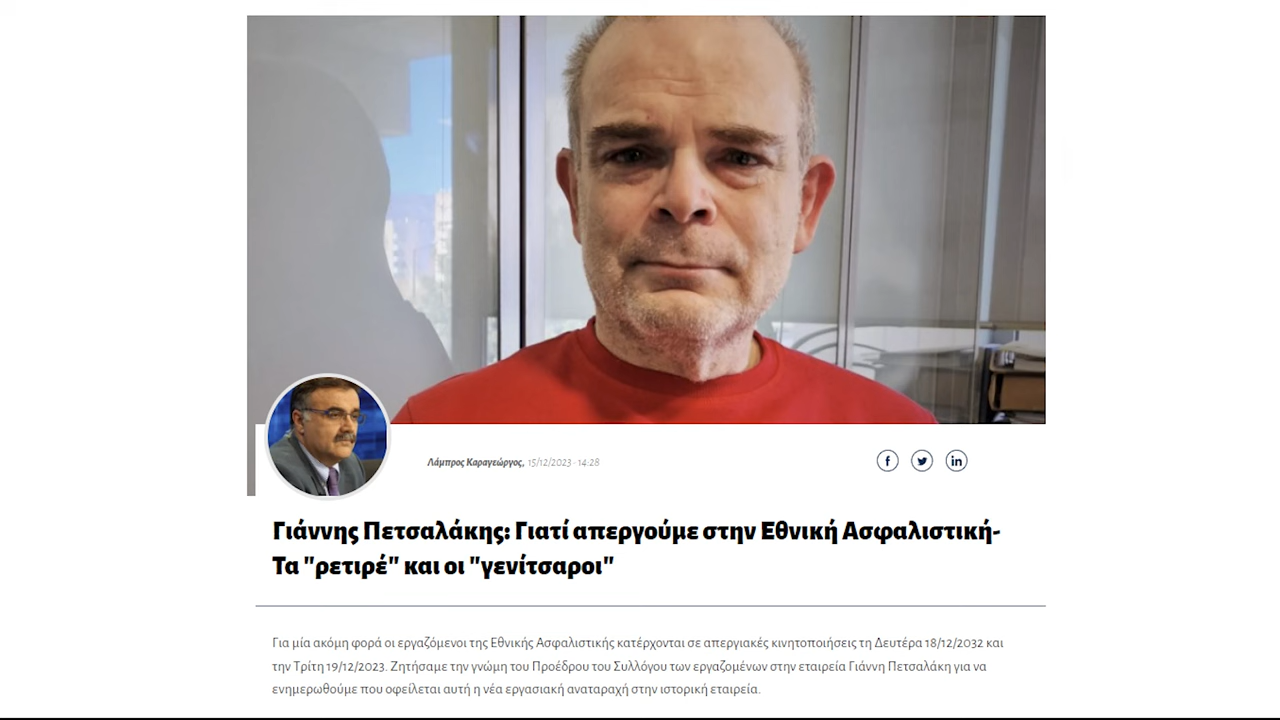 Λάμπρος Καραγεώργος, 15/12/2023 · 14:28
Γιάννης Πετσαλάκης: Γιατί απεργούμε στην Εθνική Ασφαλιστική-
Τα "ρετιρέ" και οι "γενίτσαροι"
Για μία ακόμη φορά οι εργαζόμενοι της Εθνικής Ασφαλιστικής κατέρχονται σε απεργιακές κινητοποιήσεις τη Δευτέρα 18/12/2032 και
την Τρίτη 19/12/2023. Ζητήσαμε την γνώμη του Προέδρου του Συλλόγου των εργαζομένων στην εταιρεία Γιάννη Πετσαλάκη για να
ενημερωθούμε που οφείλεται αυτή η νέα εργασιακή αναταραχή στην ιστορική εταιρεία.